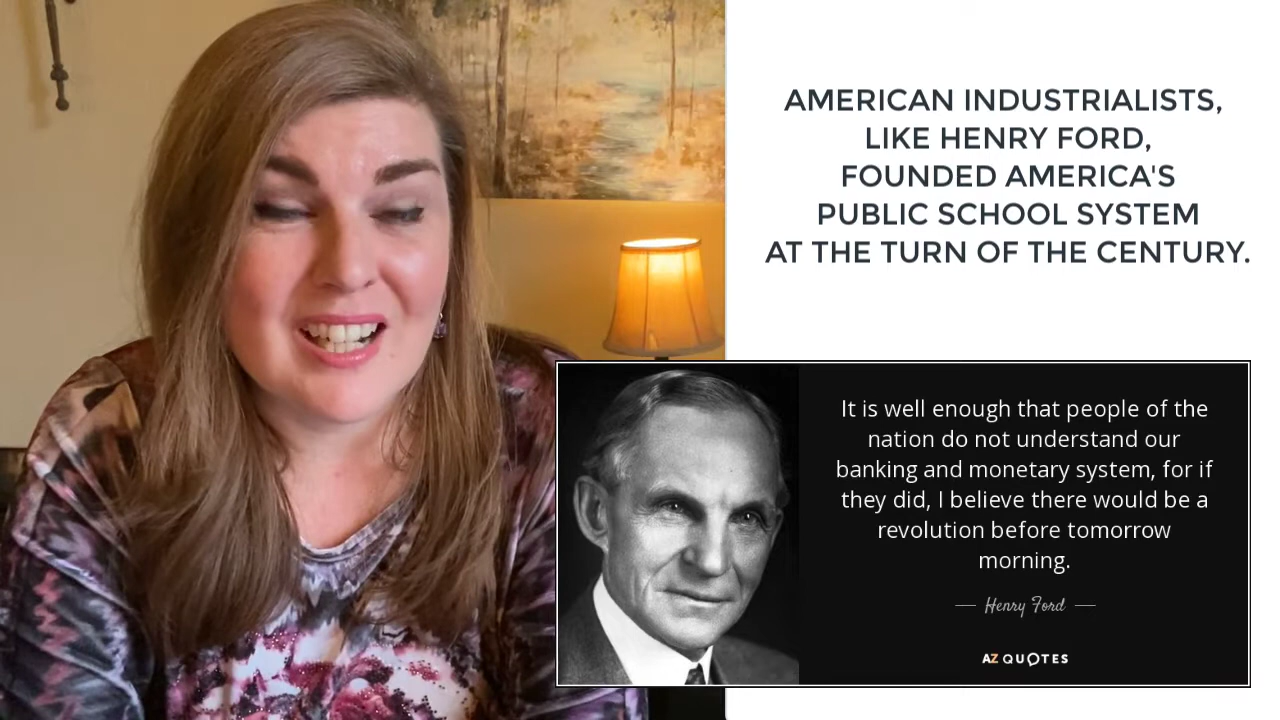 AMERICAN INDUSTRIALISTS,
LIKE HENRY FORD,
FOUNDED AMERICA'S
PUBLIC SCHOOL SYSTEM
AT THE TURN OF THE CENTURY.
It is well enough that people of the
nation do not understand our
banking and monetary system, for if
they did, I believe there would be a
revolution before tomorrow
morning.
— Henry Ford —
AZ QUOTES